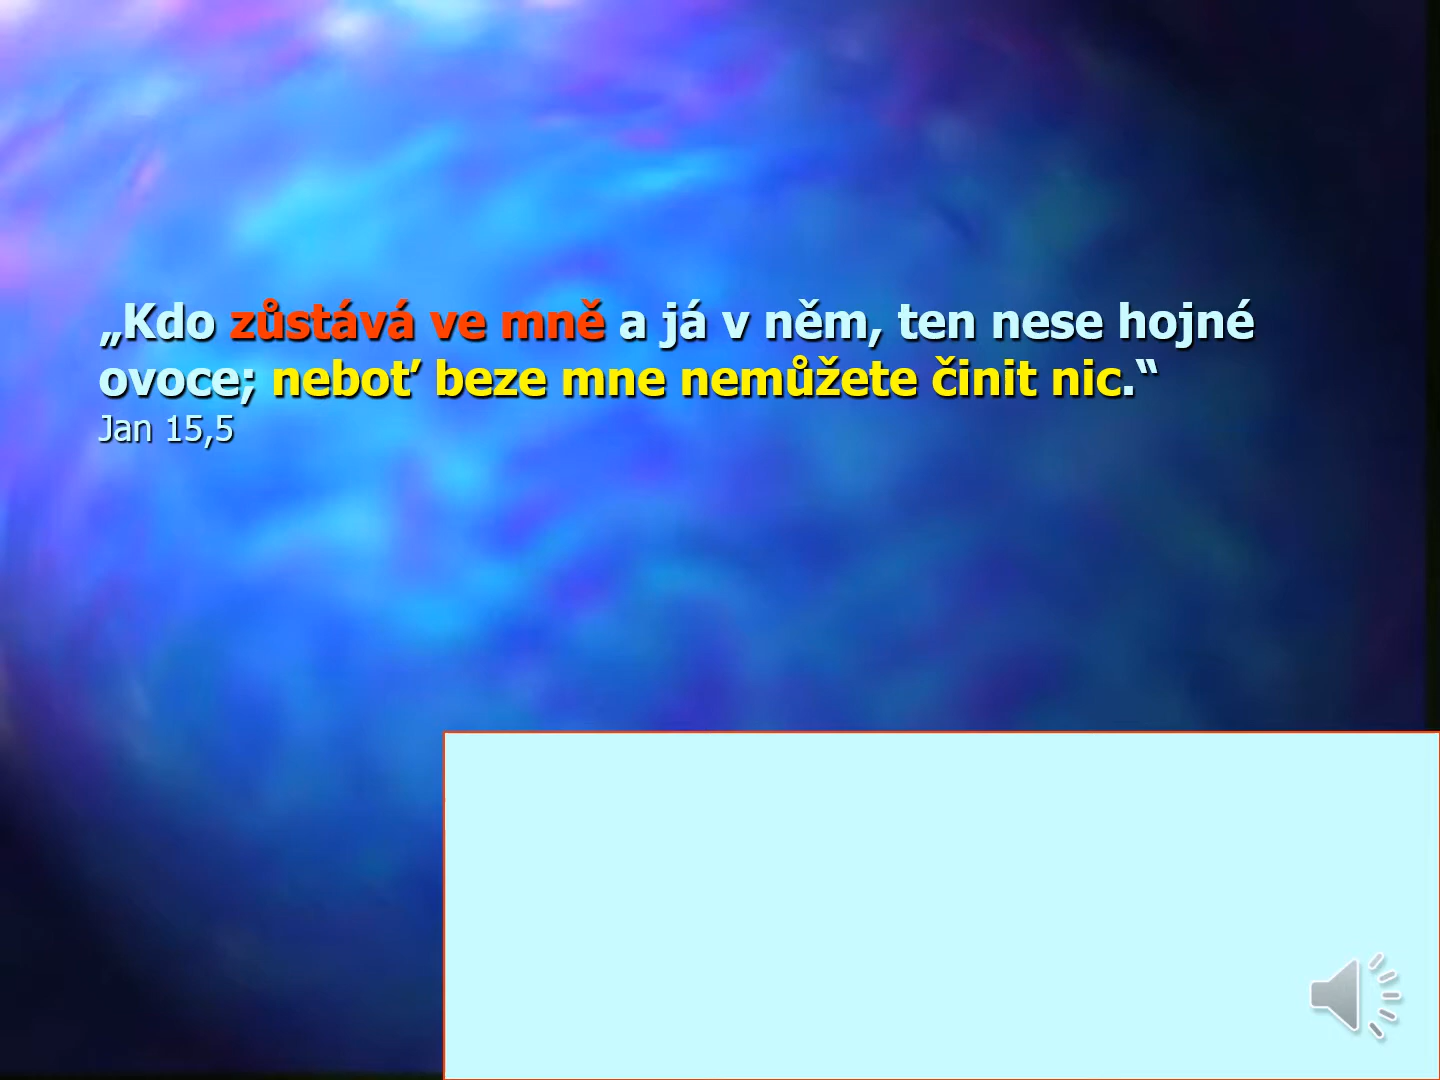 „Kdo zůstává ve mně a já v něm, ten nese hojné
ovoce; neboť beze mne nemůžete činit nic.“
Jan 15,5